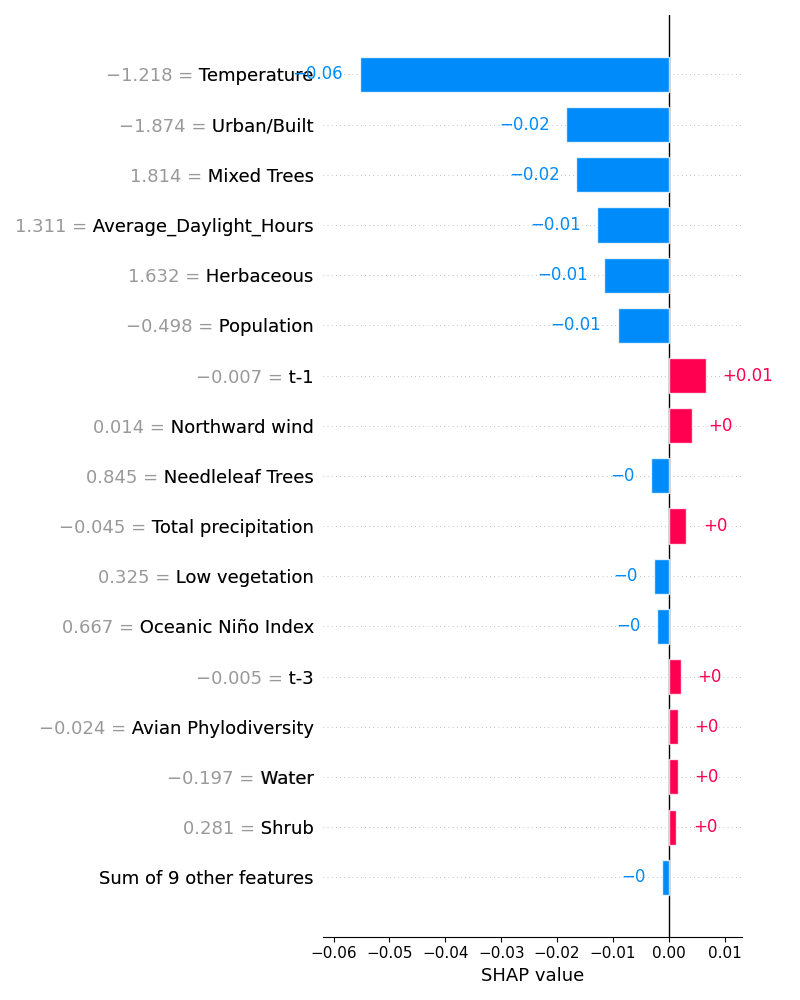 −1.218 = Temperature −0.06
−1.874 = Urban/Built −0.02
1.814 = Mixed Trees −0.02
1.311 = Average_Daylight_Hours −0.01
1.632 = Herbaceous −0.01
−0.498 = Population −0.01
−0.007 = t-1 +0.01
0.014 = Northward wind +0
0.845 = Needleleaf Trees −0
−0.045 = Total precipitation +0
0.325 = Low vegetation −0
0.667 = Oceanic Niño Index −0
−0.005 = t-3 +0
−0.024 = Avian Phylodiversity +0
−0.197 = Water +0
0.281 = Shrub +0
Sum of 9 other features −0
−0.06 −0.05 −0.04 −0.03 −0.02 −0.01 0.00 0.01
SHAP value